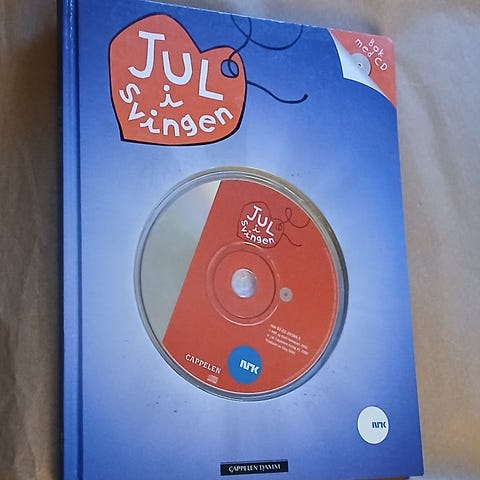 JUL
i
svingen
Bok
med CD
JUL
i
svingen
CAPPELEN
NRK
NRK
CAPPELEN DAMM